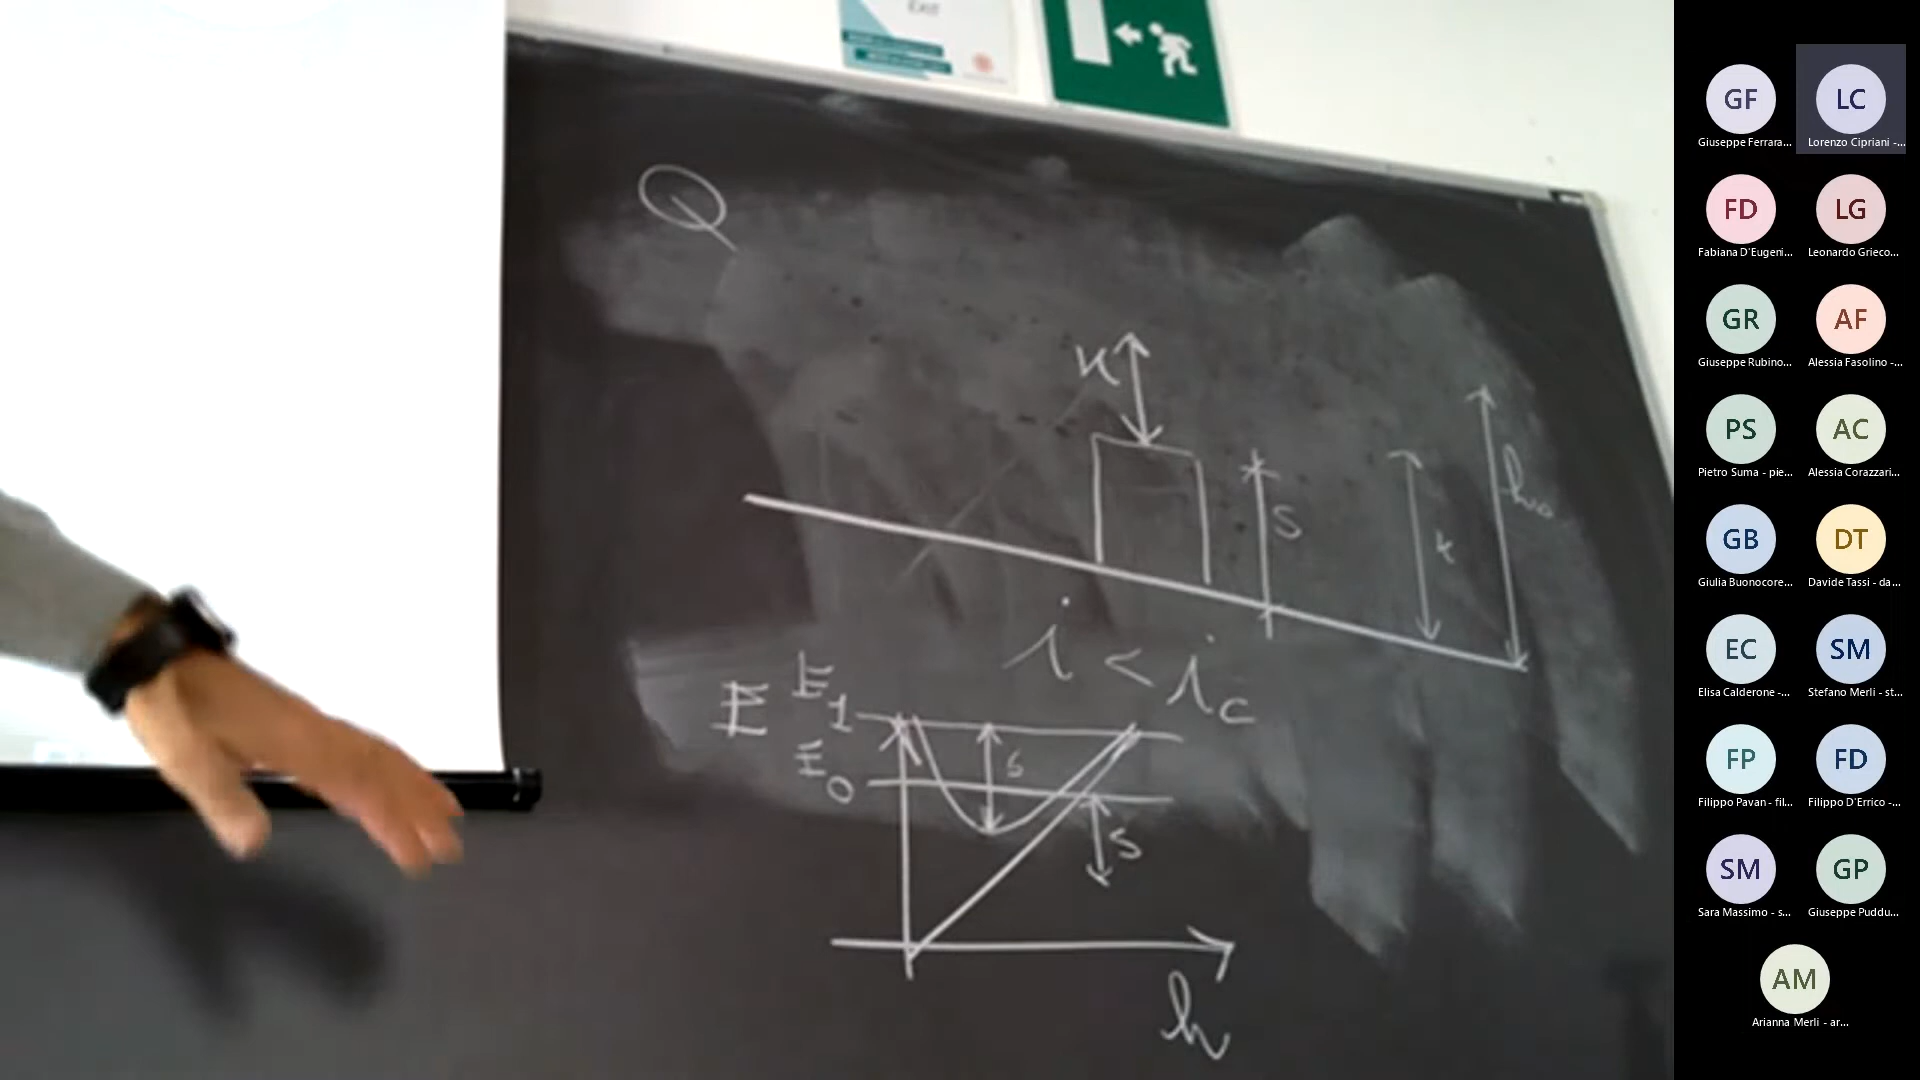 EXIT
Q
k
s
k
h₀
i < i_c
E
E₁
E₀
s
s
h
GF
Giuseppe Ferrara...
LC
Lorenzo Cipriani -...
FD
Fabiana D'Eugeni...
LG
Leonardo Grieco...
GR
Giuseppe Rubino...
AF
Alessia Fasolino -...
PS
Pietro Suma - pie...
AC
Alessia Corazzari...
GB
Giulia Buonocore...
DT
Davide Tassi - da...
EC
Elisa Calderone -...
SM
Stefano Merli - st...
FP
Filippo Pavan - fil...
FD
Filippo D'Errico -...
SM
Sara Massimo - s...
GP
Giuseppe Puddu...
AM
Arianna Merli - ar...